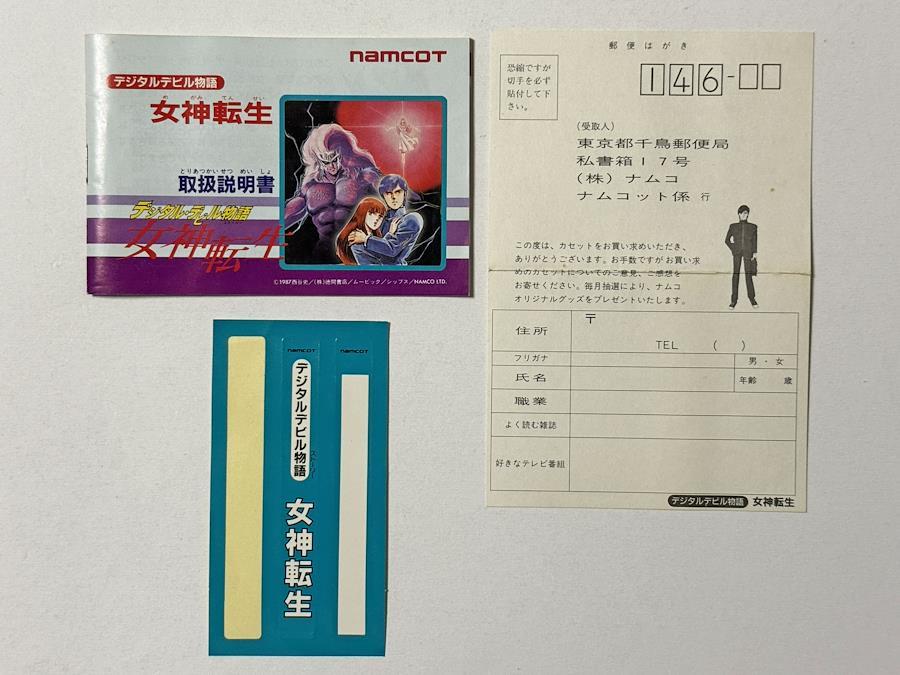 namcot
デジタルデビル物語
めがみてんせい
女神転生
とりあつかいせつめいしょ
取扱説明書
デジタル・デビル物語
女神転生
©1987西谷史/(株)徳間書店/ムービック/シップス/NAMCO LTD.
郵便はがき
恐縮ですが
切手を必ず
貼付して下
さい。
146-
(受取人)
東京都千鳥郵便局
私書箱17号
(株)ナムコ
ナムコット係 行
この度は、カセットをお買い求めいただき、
ありがとうございます。お手数ですがお買い求
めのカセットについてのご意見、ご感想を
お寄せください。毎月抽選により、ナムコ
オリジナルグッズをプレゼントいたします。
住所
〒
TEL ( )
フリガナ
男・女
氏名
年齢 歳
職業
よく読む雑誌
好きなテレビ番組
デジタルデビル物語 女神転生
namcot
namcot
デジタルデビル物語
ストーリー
女神転生